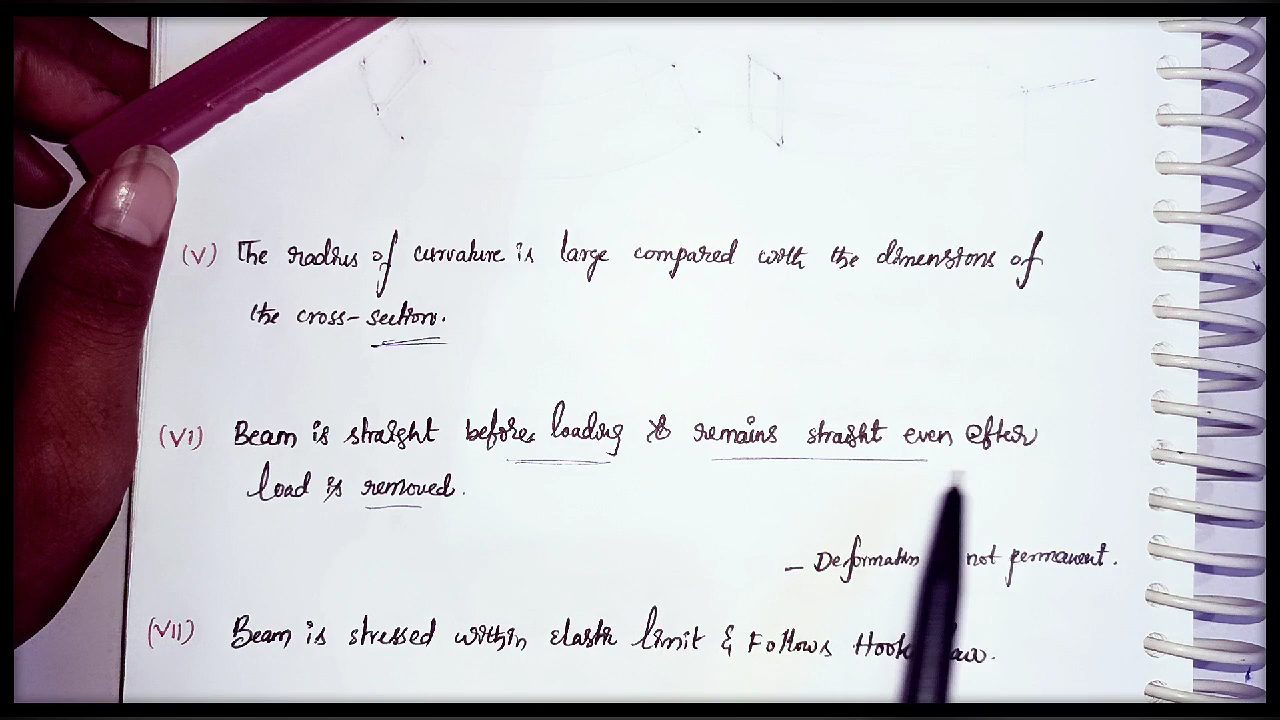 (V) The radius of curvature is large compared with the dimensions of
the cross-section.
(VI) Beam is straight before loading & remains straight even after
load is removed.
- Deformation not permanent.
(VII) Beam is stressed within elastic limit & Follows Hook law.